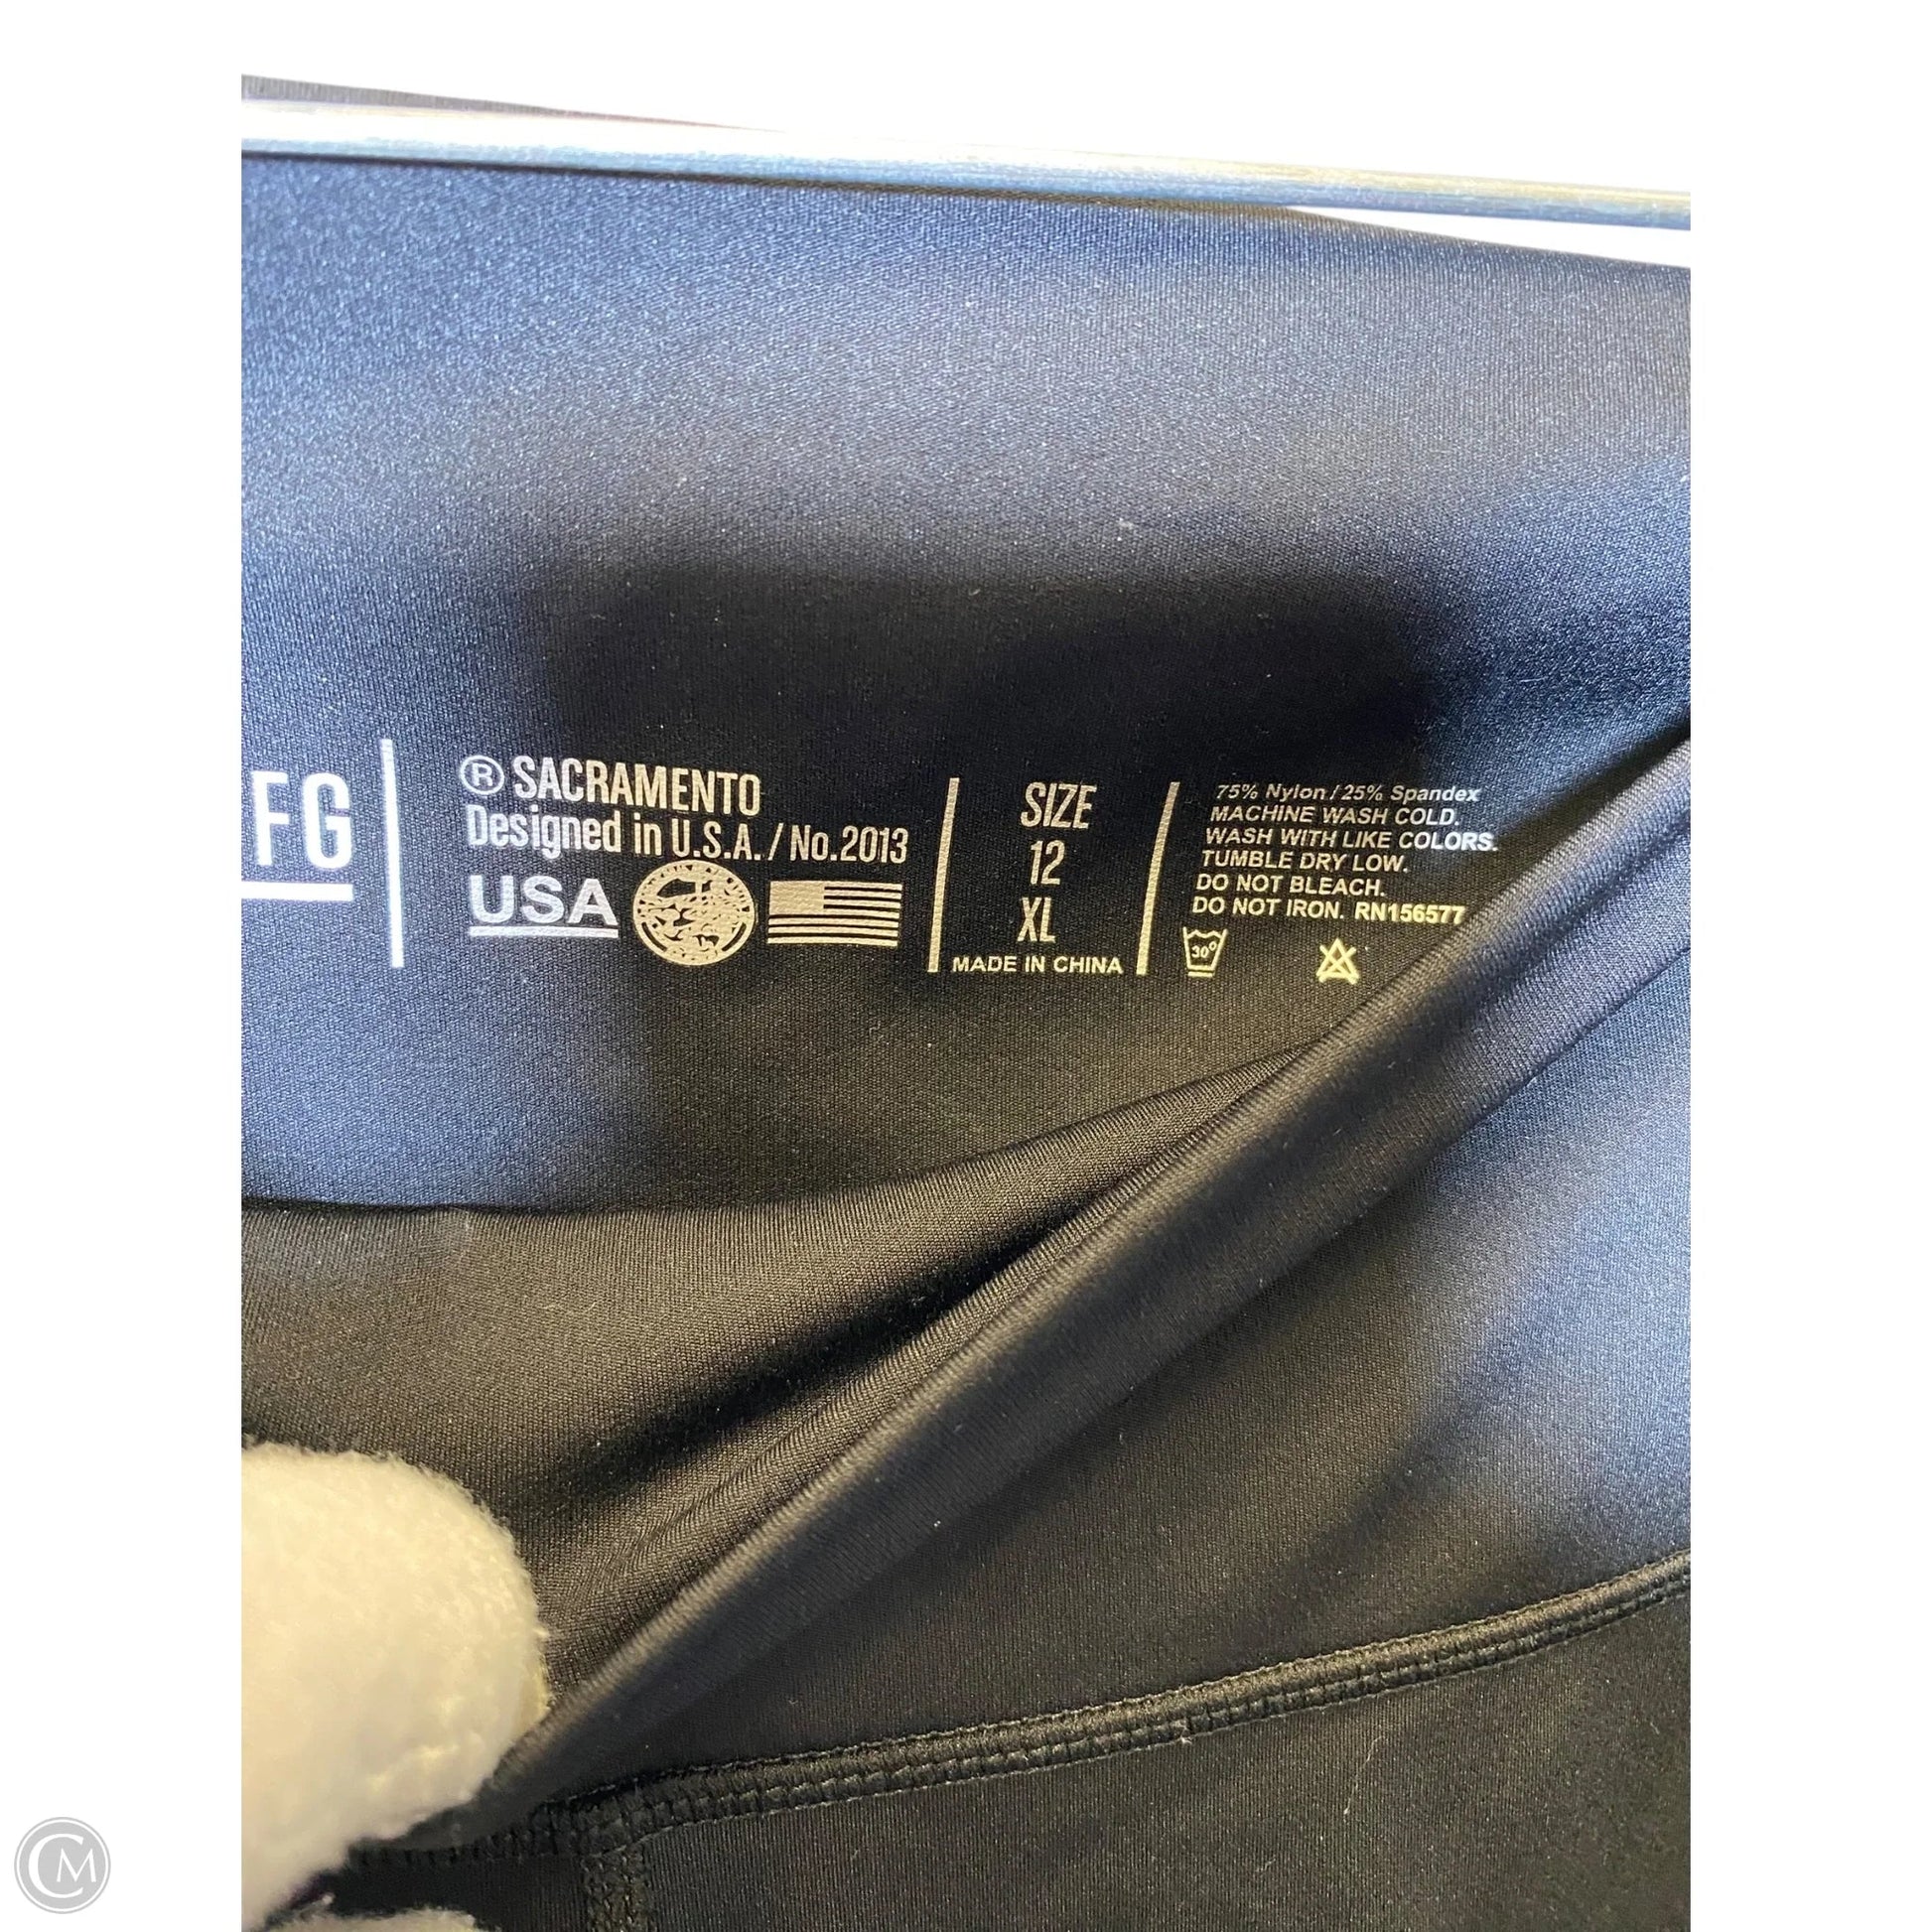 FG
® SACRAMENTO
Designed in U.S.A. / No.2013
USA
SIZE
12
XL
MADE IN CHINA
75% Nylon / 25% Spandex
MACHINE WASH COLD.
WASH WITH LIKE COLORS.
TUMBLE DRY LOW.
DO NOT BLEACH.
DO NOT IRON. RN156577
30°
CM